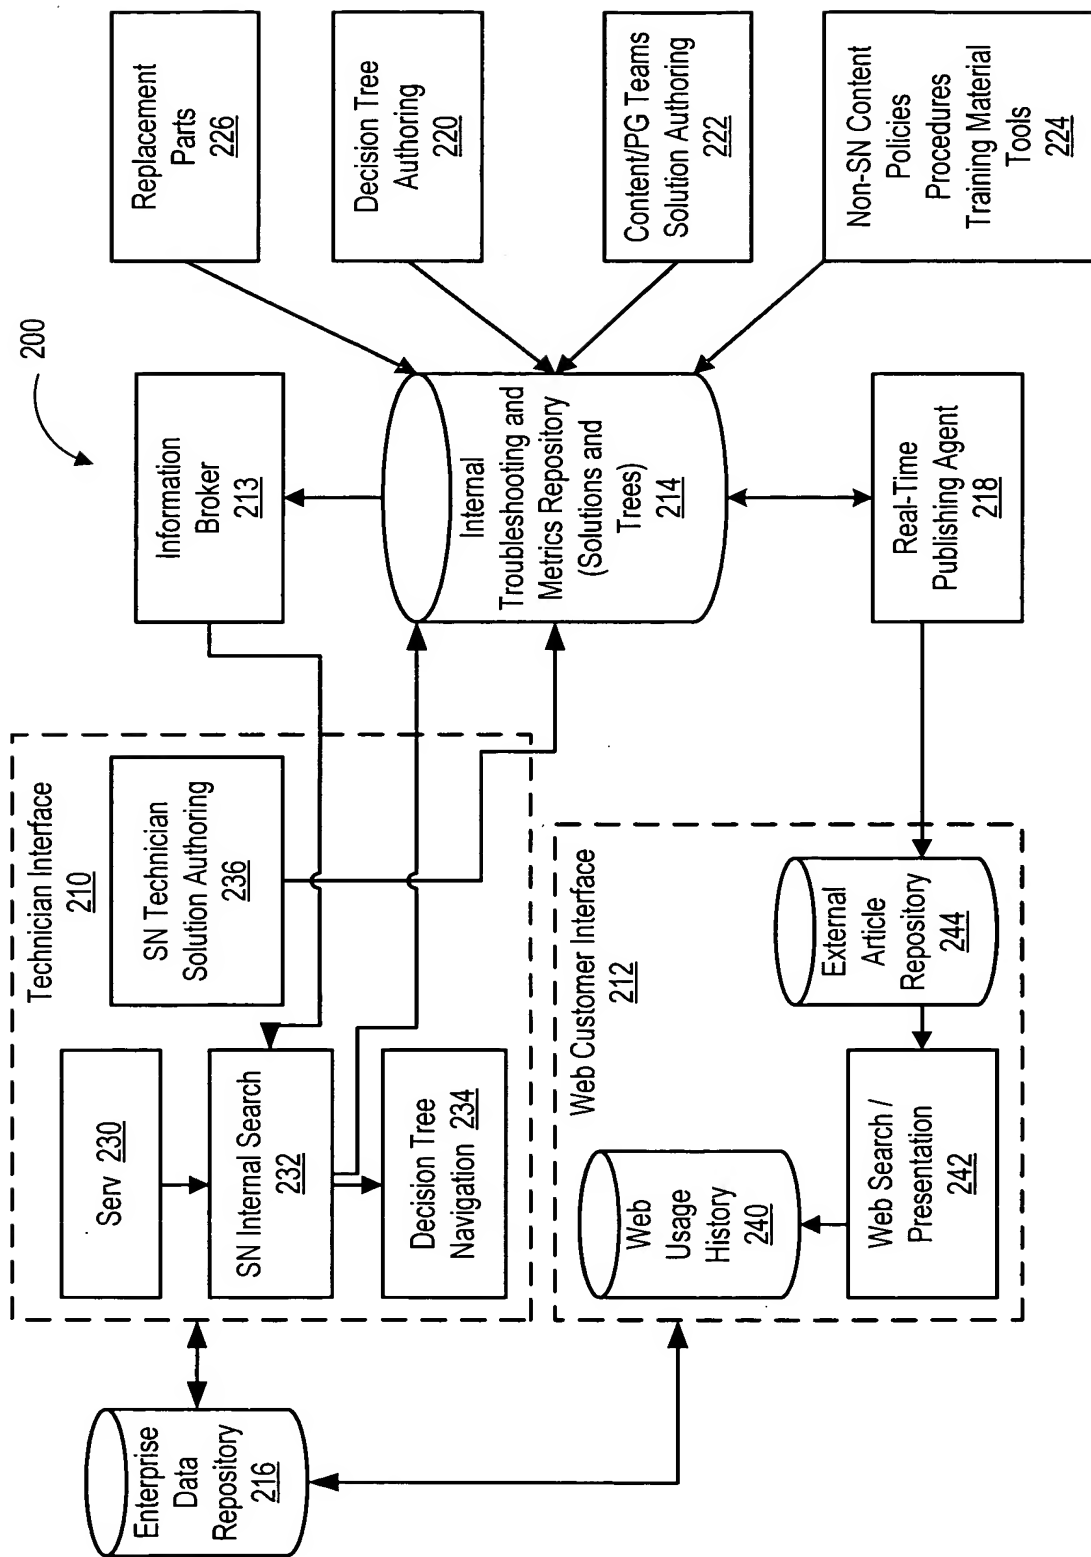 200
Technician Interface
210
Serv 230
SN Internal Search
232
Decision Tree
Navigation 234
SN Technician
Solution Authoring
236
Information
Broker
213
Replacement
Parts
226
Decision Tree
Authoring
220
Enterprise
Data
Repository
216
Internal
Troubleshooting and
Metrics Repository
(Solutions and
Trees)
214
Content/PG Teams
Solution Authoring
222
Web Customer Interface
212
Web
Usage
History
240
Web Search /
Presentation
242
External
Article
Repository
244
Real-Time
Publishing Agent
218
Non-SN Content
Policies
Procedures
Training Material
Tools
224